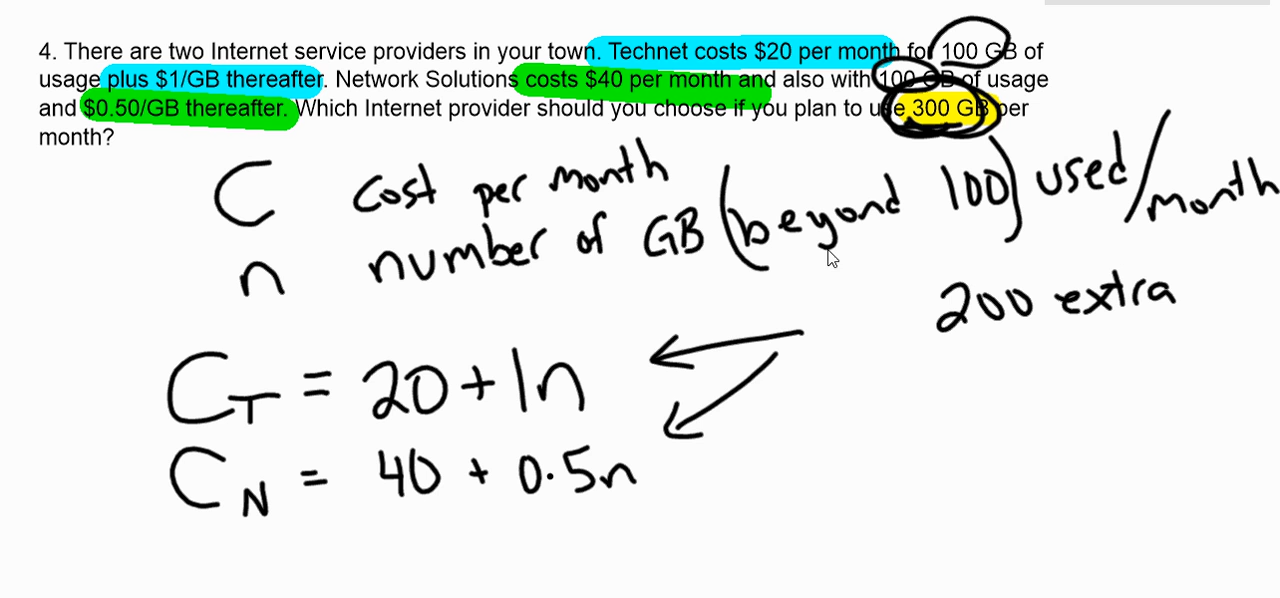 4. There are two Internet service providers in your town. Technet costs $20 per month for 100 GB of
usage plus $1/GB thereafter. Network Solutions costs $40 per month and also with 100 GB of usage
and $0.50/GB thereafter. Which Internet provider should you choose if you plan to use 300 GB per
month?
C cost per month
n number of GB (beyond 100) used/month
200 extra
C_T = 20 + 1n
C_N = 40 + 0.5n